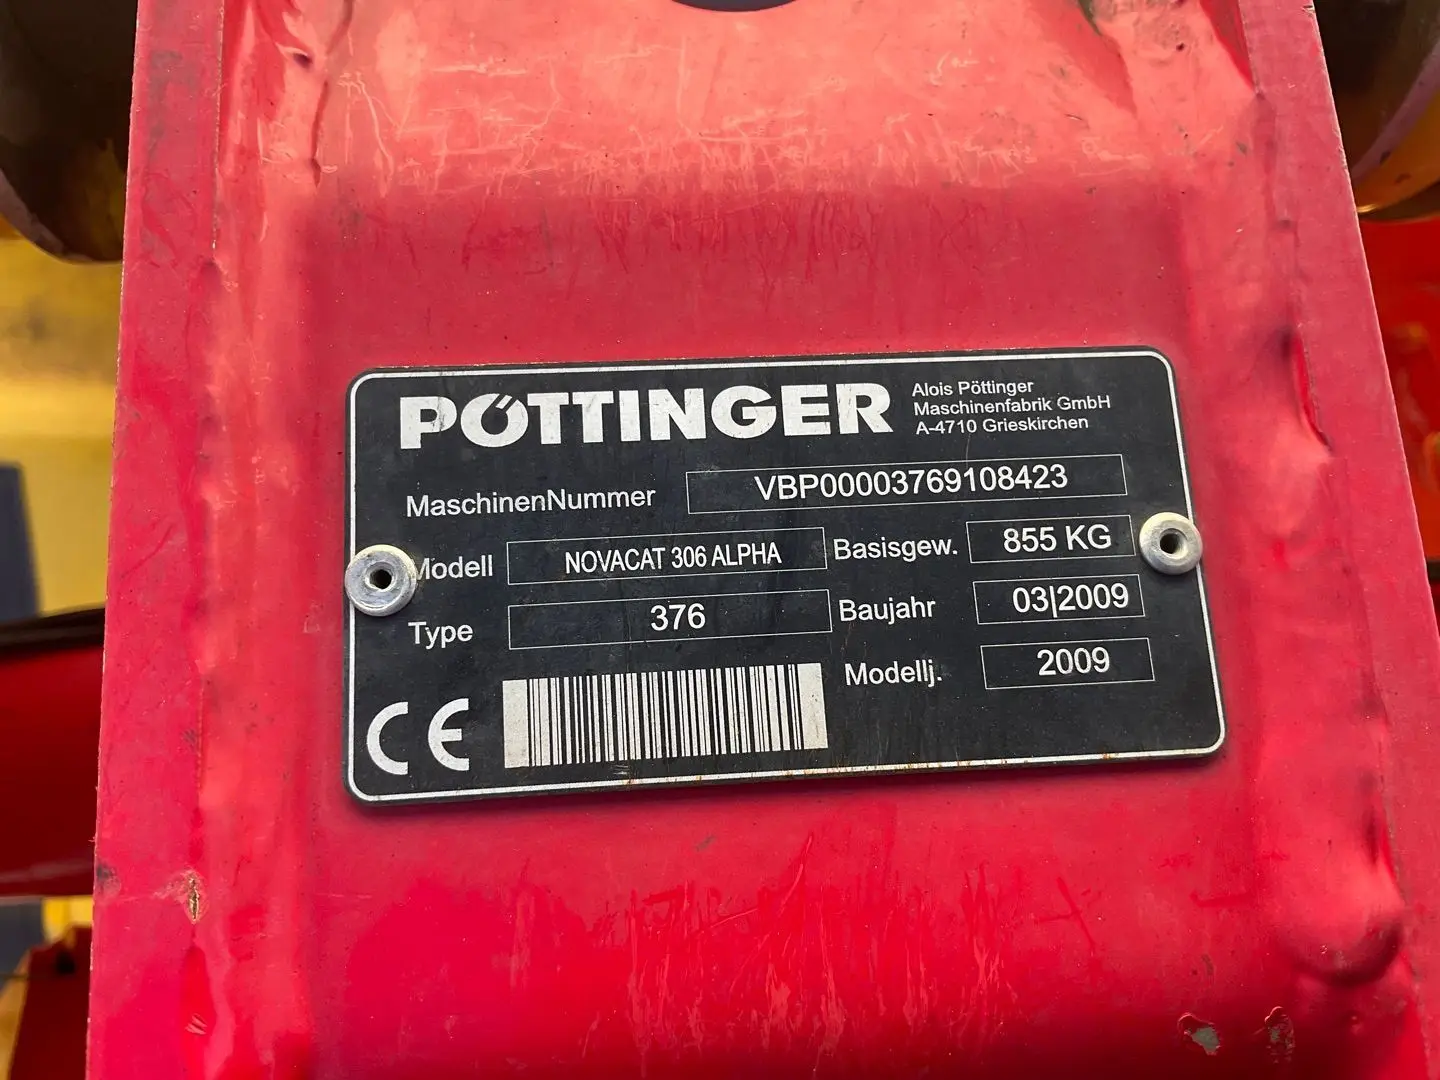 PÖTTINGER
Alois Pöttinger
Maschinenfabrik GmbH
A-4710 Grieskirchen
MaschinenNummer VBP00003769108423
Modell NOVACAT 306 ALPHA Basisgew. 855 KG
Type 376 Baujahr 03|2009
Modellj. 2009
CE